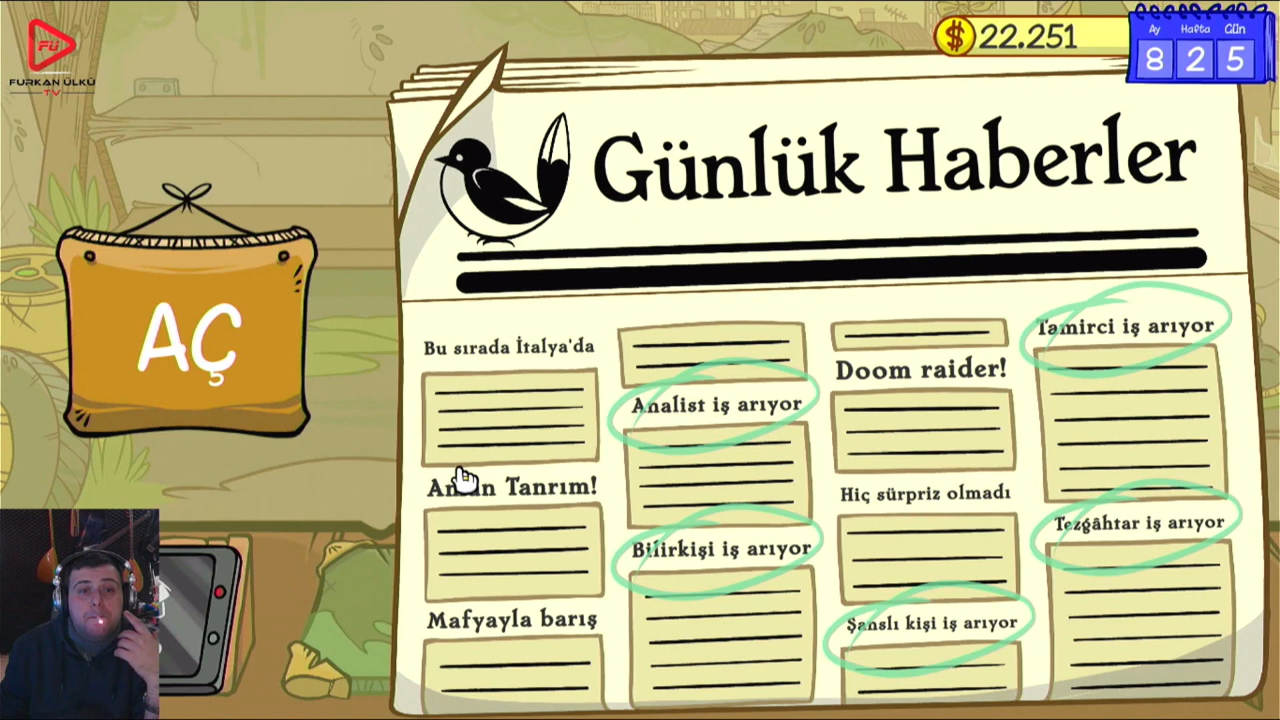 FU
FURKAN ÜLKÜ
TV
22.251
Ay Hafta Gün
8 2 5
Günlük Haberler
AÇ
Bu sırada İtalya'da
Aman Tanrım!
Mafyayla barış
Analist iş arıyor
Bilirkişi iş arıyor
Doom raider!
Hiç sürpriz olmadı
Şanslı kişi iş arıyor
Tamirci iş arıyor
Tezgâhtar iş arıyor